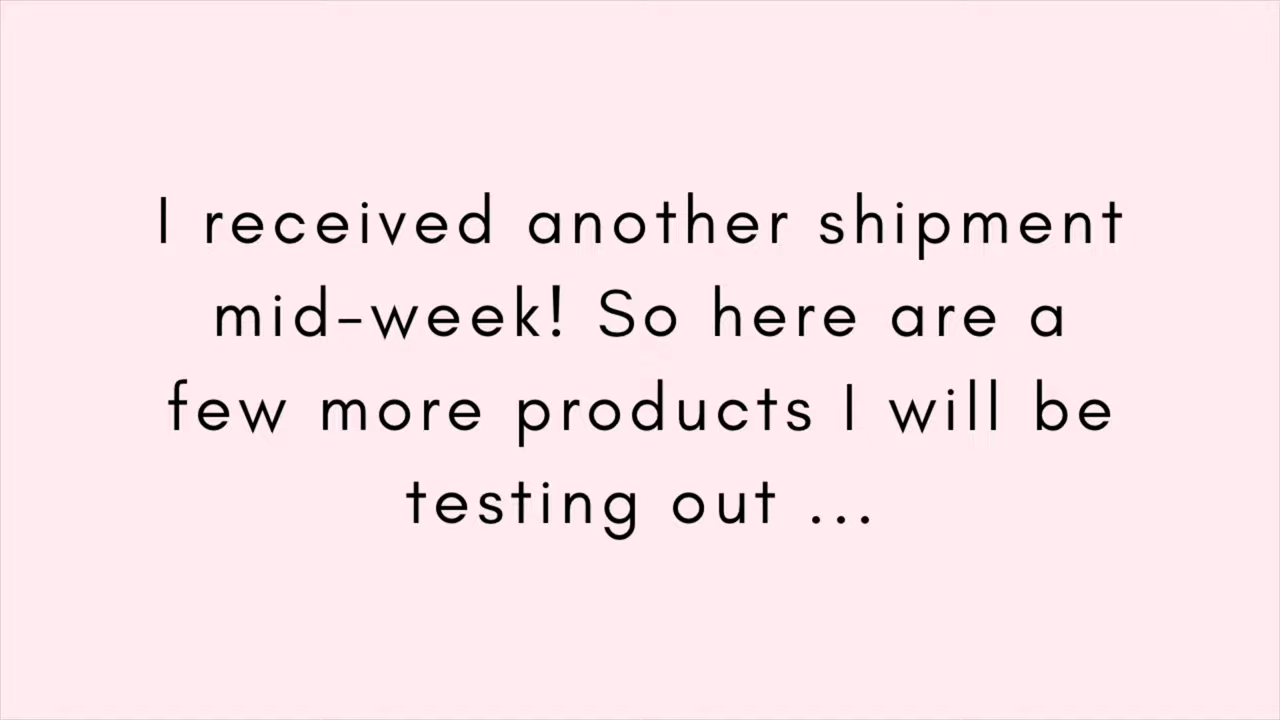 I received another shipment
mid-week! So here are a
few more products I will be
testing out ...